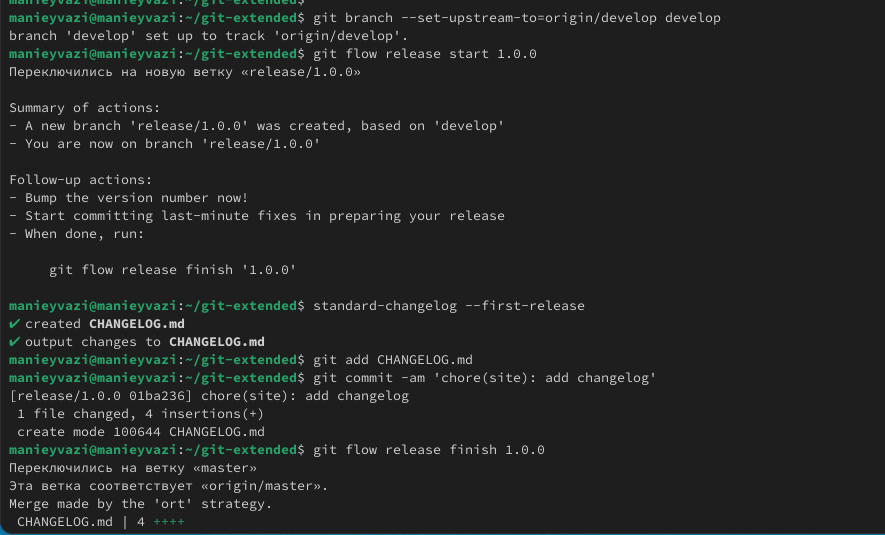 manieyvazi@manieyvazi:~/git-extended$
manieyvazi@manieyvazi:~/git-extended$ git branch --set-upstream-to=origin/develop develop
branch 'develop' set up to track 'origin/develop'.
manieyvazi@manieyvazi:~/git-extended$ git flow release start 1.0.0
Переключились на новую ветку «release/1.0.0»
Summary of actions:
- A new branch 'release/1.0.0' was created, based on 'develop'
- You are now on branch 'release/1.0.0'
Follow-up actions:
- Bump the version number now!
- Start committing last-minute fixes in preparing your release
- When done, run:
git flow release finish '1.0.0'
manieyvazi@manieyvazi:~/git-extended$ standard-changelog --first-release
✔ created CHANGELOG.md
✔ output changes to CHANGELOG.md
manieyvazi@manieyvazi:~/git-extended$ git add CHANGELOG.md
manieyvazi@manieyvazi:~/git-extended$ git commit -am 'chore(site): add changelog'
[release/1.0.0 01ba236] chore(site): add changelog
1 file changed, 4 insertions(+)
create mode 100644 CHANGELOG.md
manieyvazi@manieyvazi:~/git-extended$ git flow release finish 1.0.0
Переключились на ветку «master»
Эта ветка соответствует «origin/master».
Merge made by the 'ort' strategy.
CHANGELOG.md | 4 ++++